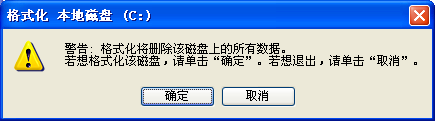 格式化 本地磁盘 (C:)
警告: 格式化将删除该磁盘上的所有数据。
若想格式化该磁盘，请单击“确定”。若想退出，请单击“取消”。
确定
取消